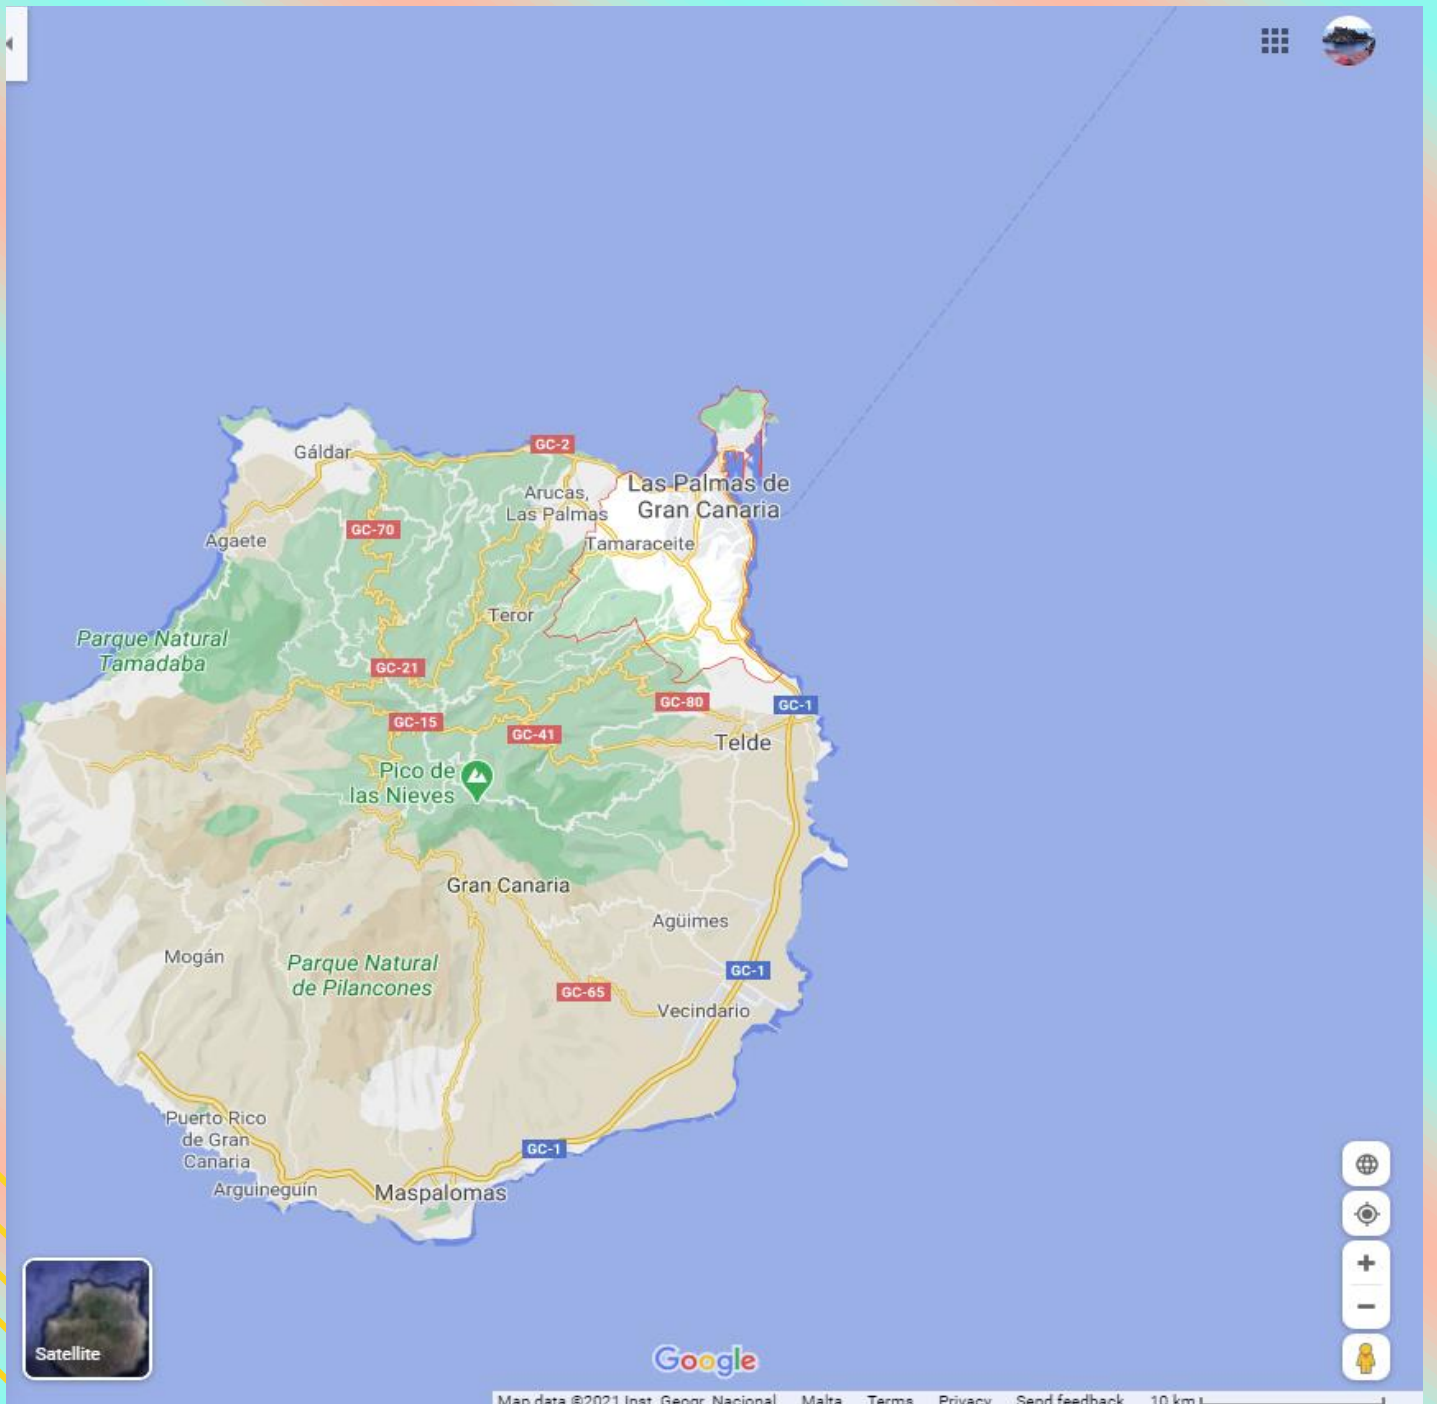 Gáldar
GC-2
Las Palmas de
Gran Canaria
Arucas,
Las Palmas
GC-70
Agaete
Tamaraceite
Teror
Parque Natural
Tamadaba
GC-21
GC-80
GC-1
GC-15
GC-41
Telde
Pico de
las Nieves
Gran Canaria
Agüimes
Mogán
Parque Natural
de Pilancones
GC-1
GC-65
Vecindario
Puerto Rico
de Gran
Canaria
GC-1
Arguineguín
Maspalomas
Satellite
Google
Map data ©2021 Inst. Geogr. Nacional Malta Terms Privacy Send feedback 10 km